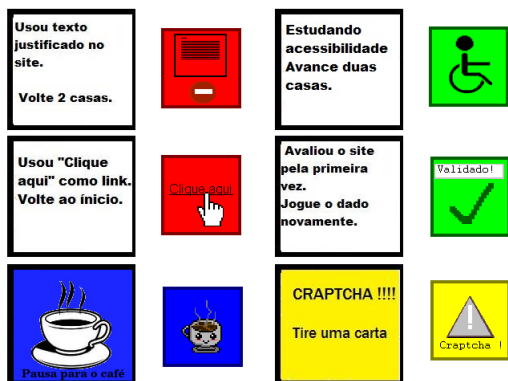 Usou texto
justificado no
site.
Volte 2 casas.
Estudando
acessibilidade
Avance duas
casas.
Usou "Clique
aqui" como link.
Volte ao ínicio.
Clique aqui
Avaliou o site
pela primeira
vez.
Jogue o dado
novamente.
Validado!
Pausa para o café
CRAPTCHA !!!!
Tire uma carta
Craptcha !